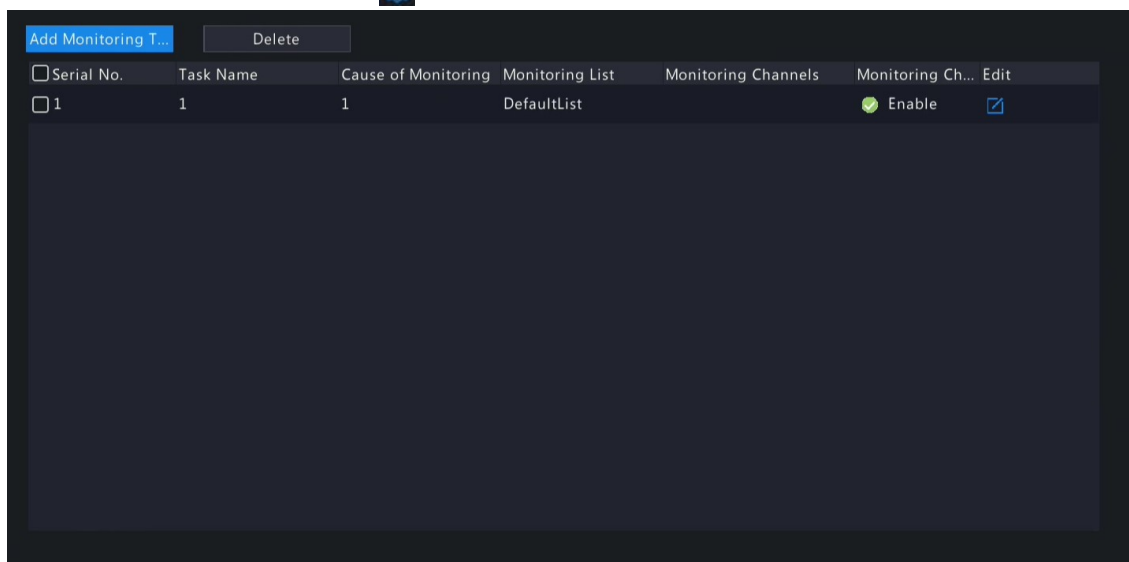 Add Monitoring T... Delete
Serial No. Task Name Cause of Monitoring Monitoring List Monitoring Channels Monitoring Ch... Edit
1 1 1 DefaultList Enable